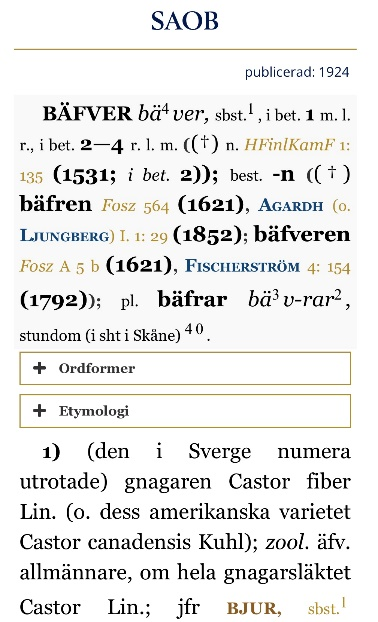 SAOB
publicerad: 1924
BÄFVER bä⁴ver, sbst.¹, i bet. 1 m. l.
r., i bet. 2—4 r. l. m. ((†) n. HFinlKamF 1:
135 (1531; i bet. 2)); best. -n ((†)
bäfren Fosz 564 (1621), AGARDH (o.
LJUNGBERG) I. 1: 29 (1852); bäfveren
Fosz A 5 b (1621), FISCHERSTRÖM 4: 154
(1792)); pl. bäfrar bä³v-rar²,
stundom (i sht i Skåne) ⁴⁰.
+ Ordformer
+ Etymologi
1) (den i Sverge numera
utrotade) gnagaren Castor fiber
Lin. (o. dess amerikanska varietet
Castor canadensis Kuhl); zool. äfv.
allmännare, om hela gnagarsläktet
Castor Lin.; jfr BJUR, sbst.¹